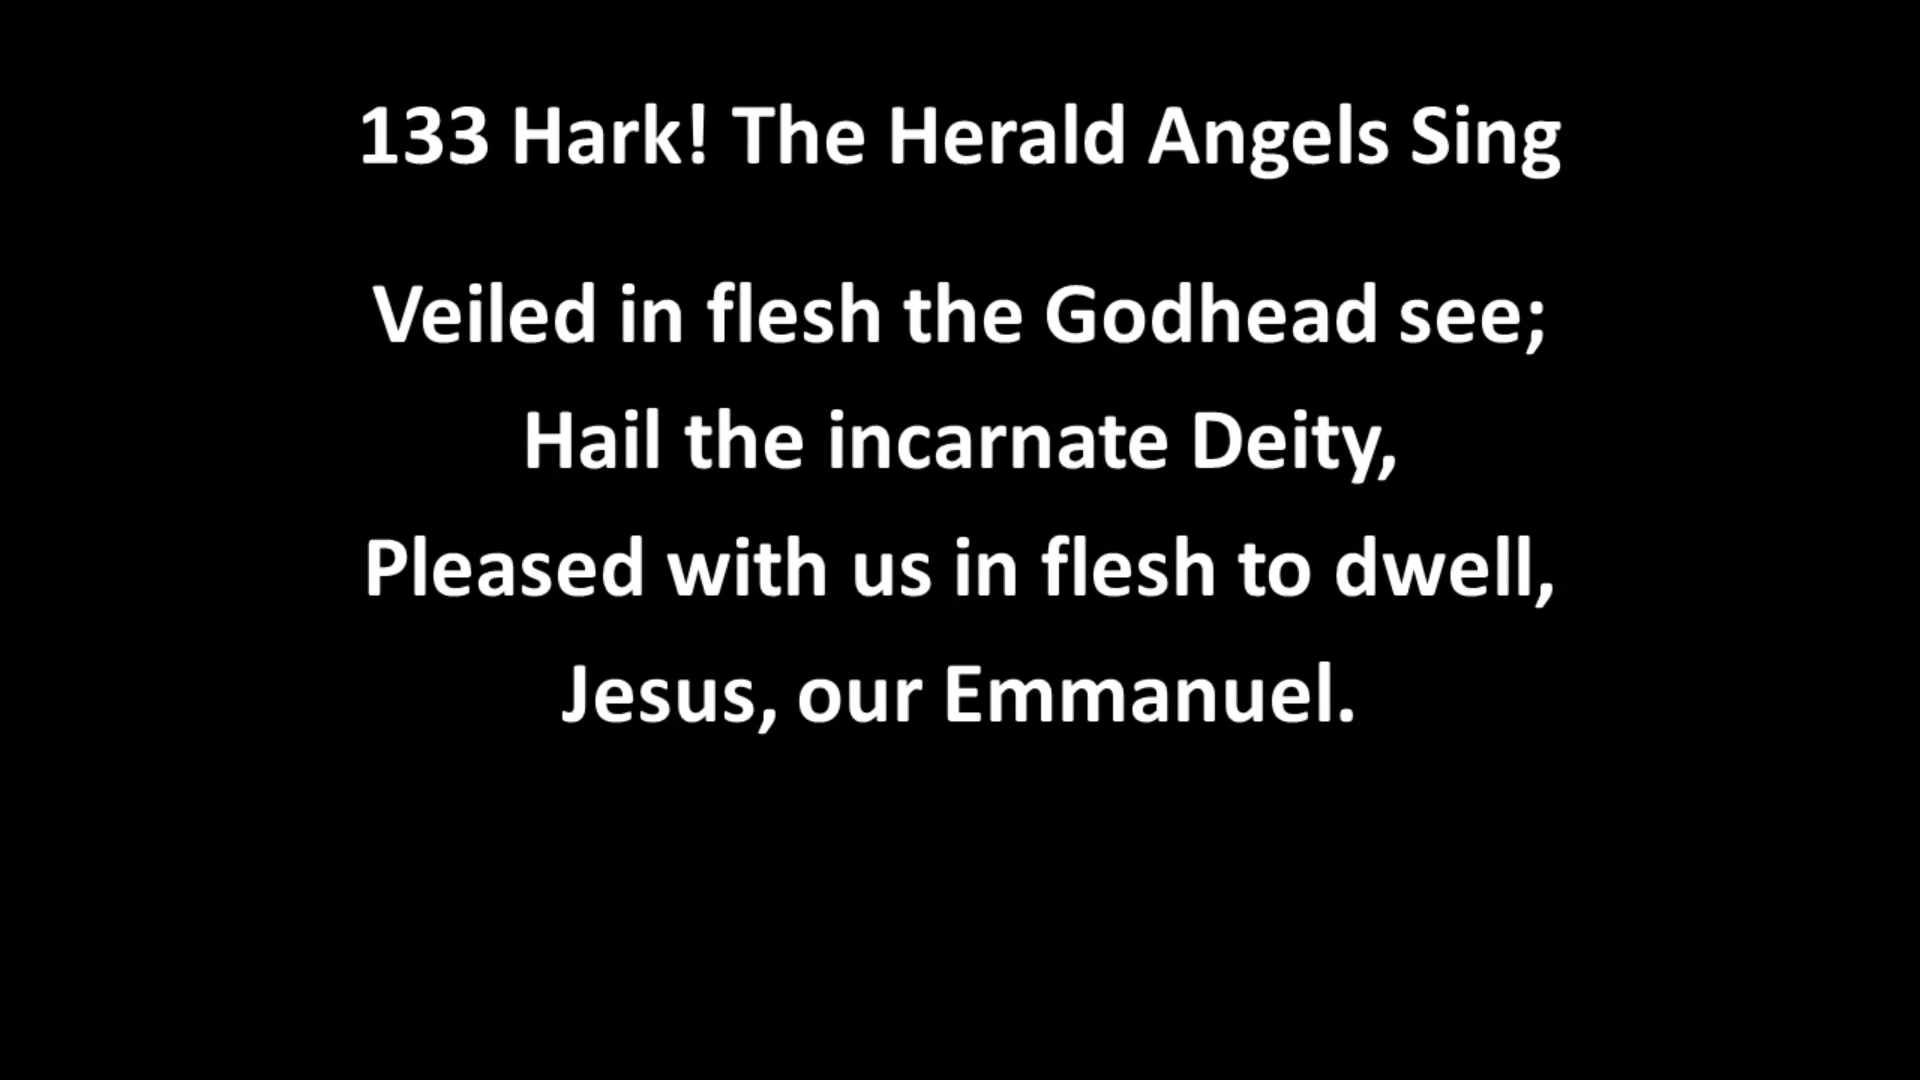 133 Hark! The Herald Angels Sing
Veiled in flesh the Godhead see;
Hail the incarnate Deity,
Pleased with us in flesh to dwell,
Jesus, our Emmanuel.